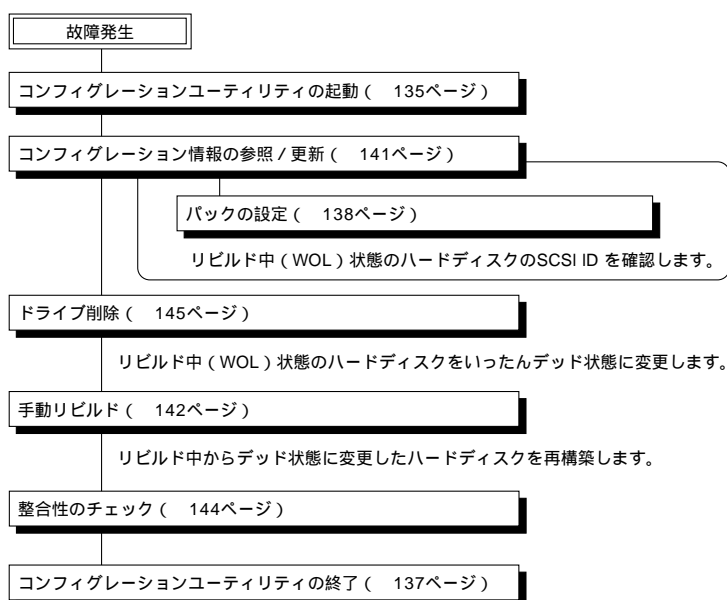 故障発生
コンフィグレーションユーティリティの起動（　135ページ）
コンフィグレーション情報の参照／更新（　141ページ）
パックの設定（　138ページ）
リビルド中（WOL）状態のハードディスクのSCSI ID を確認します。
ドライブ削除（　145ページ）
リビルド中（WOL）状態のハードディスクをいったんデッド状態に変更します。
手動リビルド（　142ページ）
リビルド中からデッド状態に変更したハードディスクを再構築します。
整合性のチェック（　144ページ）
コンフィグレーションユーティリティの終了（　137ページ）